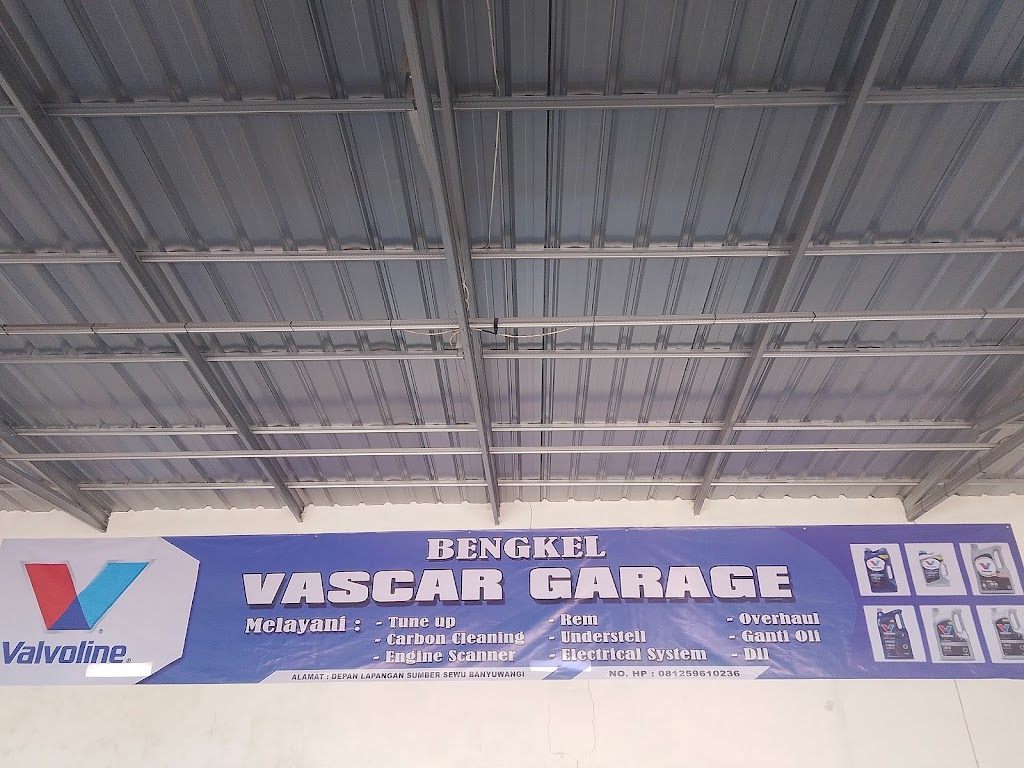 Valvoline
BENGKEL
VASCAR GARAGE
Melayani :
- Tune up
- Carbon Cleaning
- Engine Scanner
- Rem
- Understell
- Electrical System
- Overhaul
- Ganti Oli
- Dll
ALAMAT : DEPAN LAPANGAN SUMBER SEWU BANYUWANGI
NO. HP : 081259610236